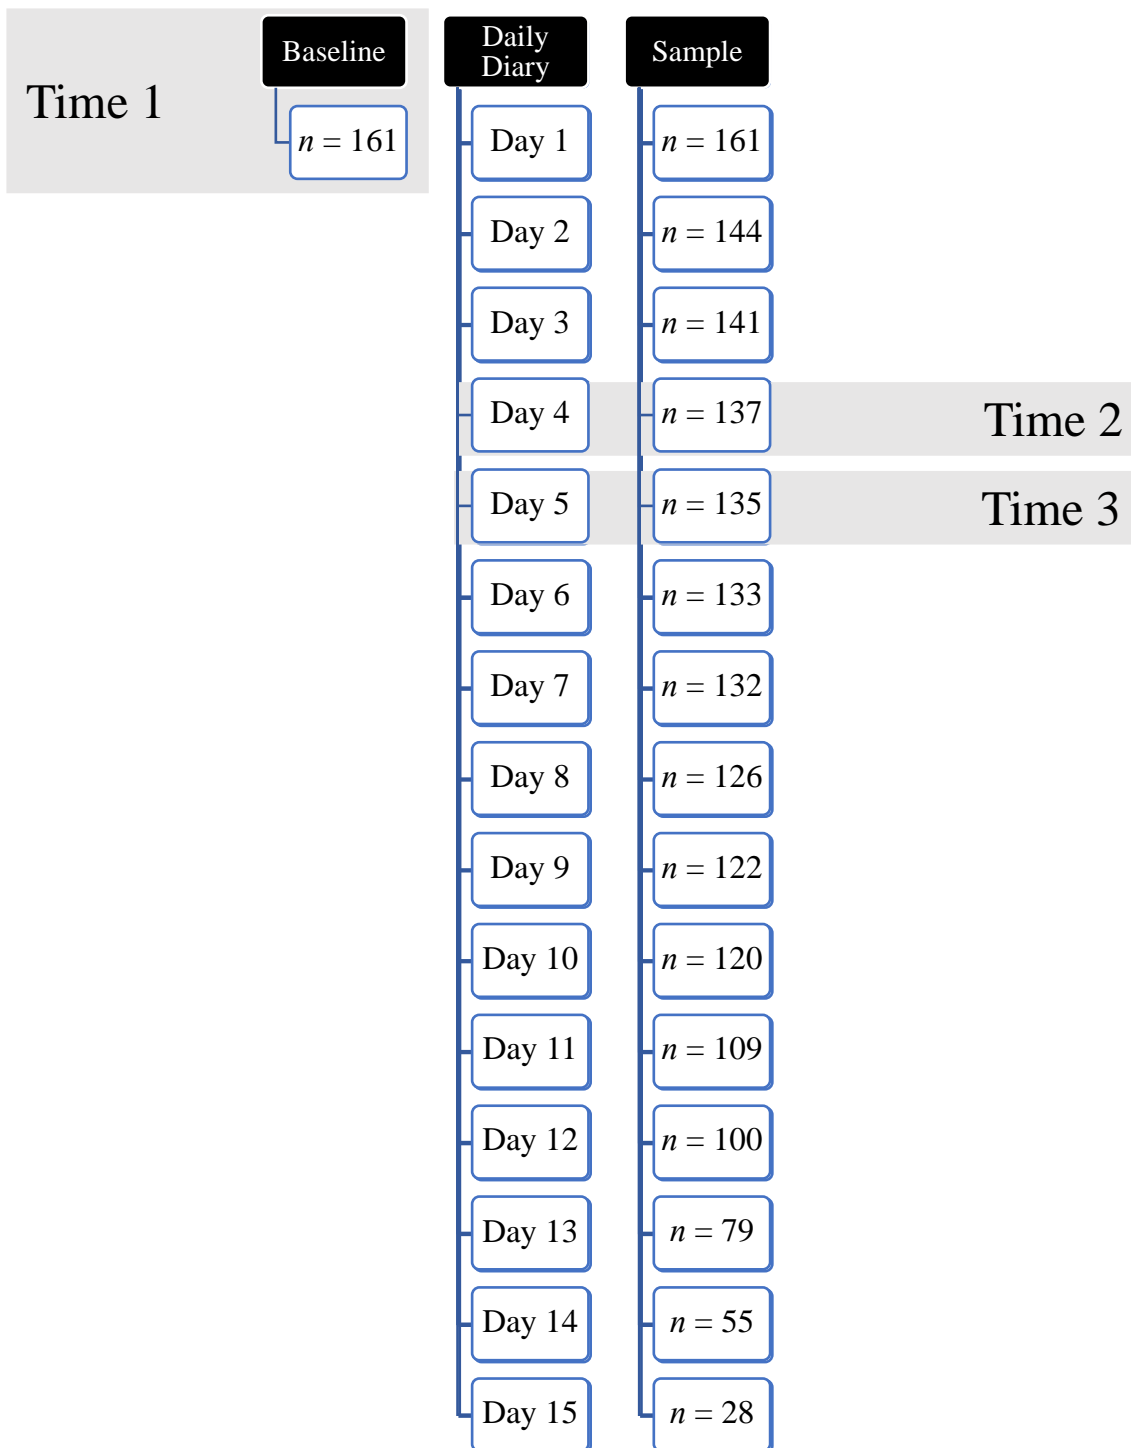 Baseline
Daily
Diary
Sample
Time 1
n = 161
Day 1
n = 161
Day 2
n = 144
Day 3
n = 141
Day 4
n = 137
Time 2
Day 5
n = 135
Time 3
Day 6
n = 133
Day 7
n = 132
Day 8
n = 126
Day 9
n = 122
Day 10
n = 120
Day 11
n = 109
Day 12
n = 100
Day 13
n = 79
Day 14
n = 55
Day 15
n = 28